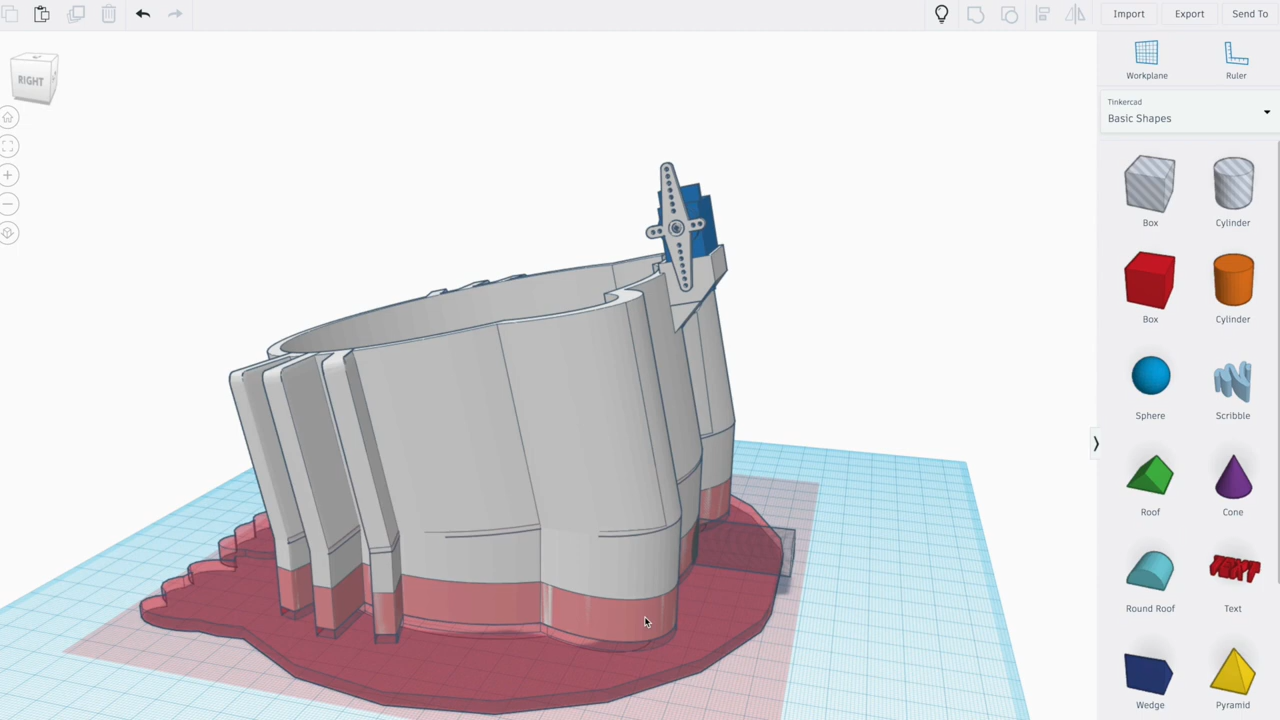 Import Export Send To
RIGHT
Workplane Ruler
Tinkercad
Basic Shapes
Box Cylinder
Box Cylinder
Sphere Scribble
Roof Cone
TEXT
Round Roof Text
Wedge Pyramid